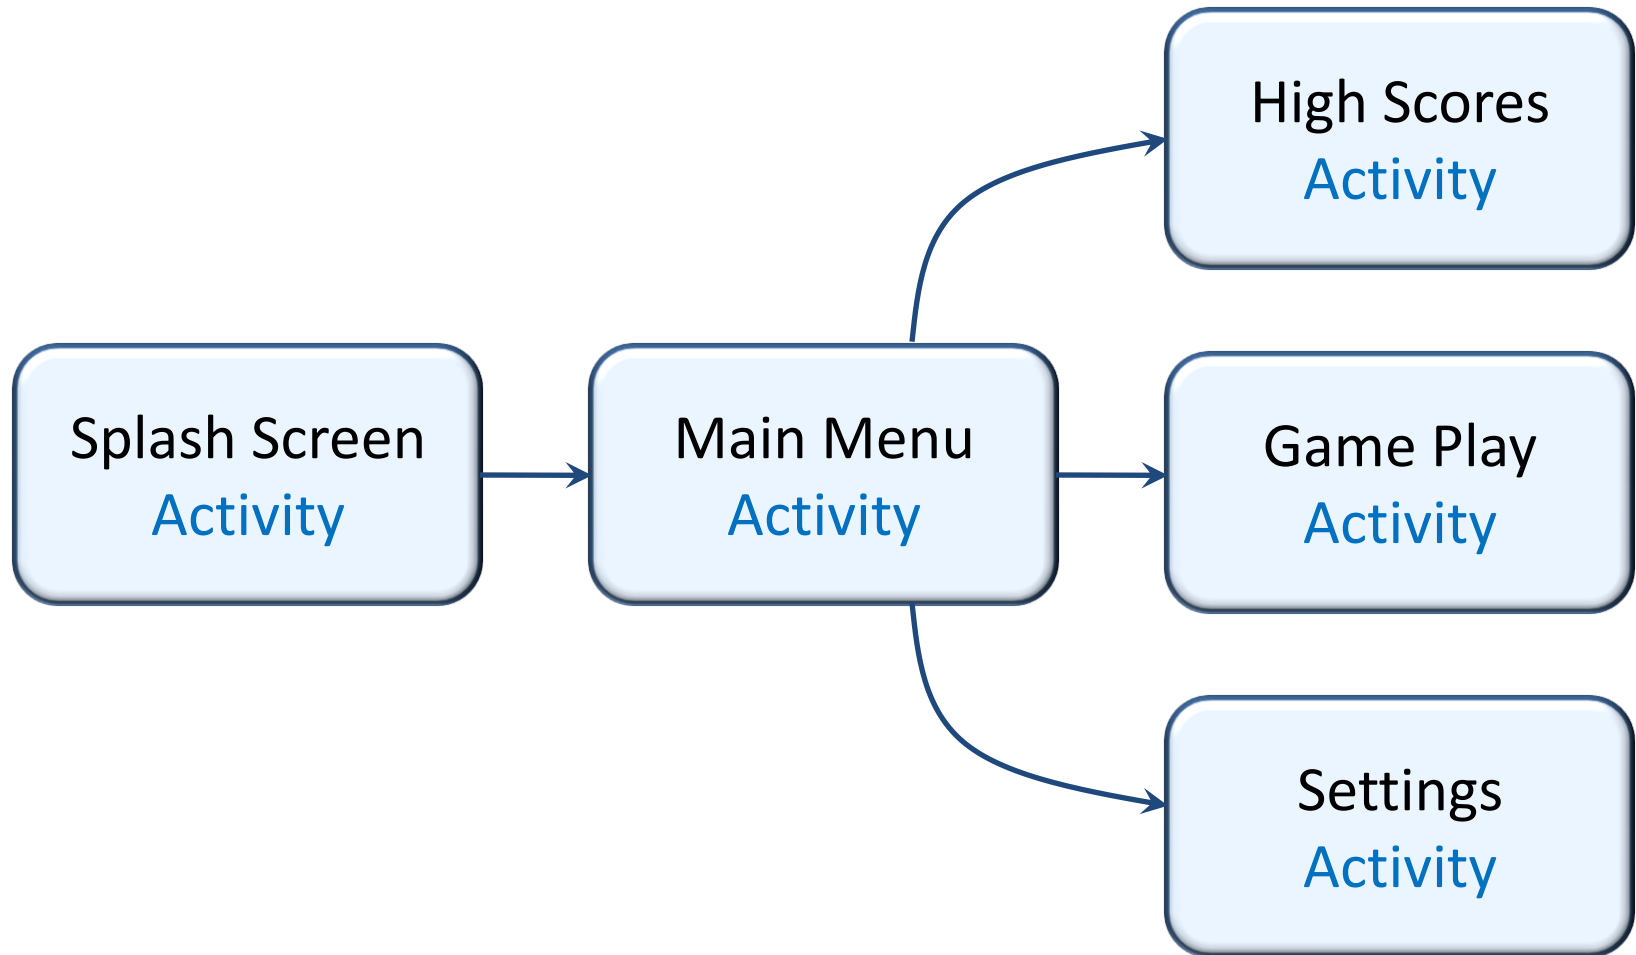 High Scores
Activity
Splash Screen
Activity
Main Menu
Activity
Game Play
Activity
Settings
Activity